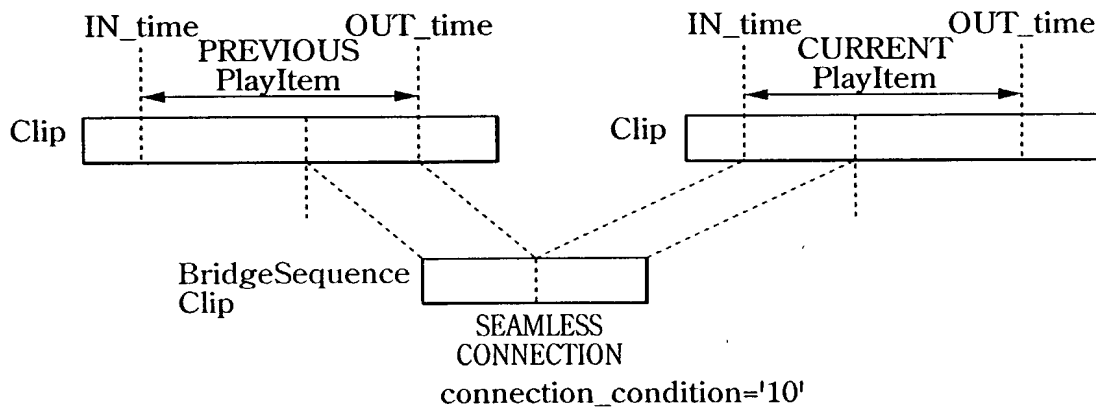 IN_time
OUT_time
IN_time
OUT_time
PREVIOUS
PlayItem
CURRENT
PlayItem
Clip
Clip
BridgeSequence
Clip
SEAMLESS
CONNECTION
connection_condition='10'